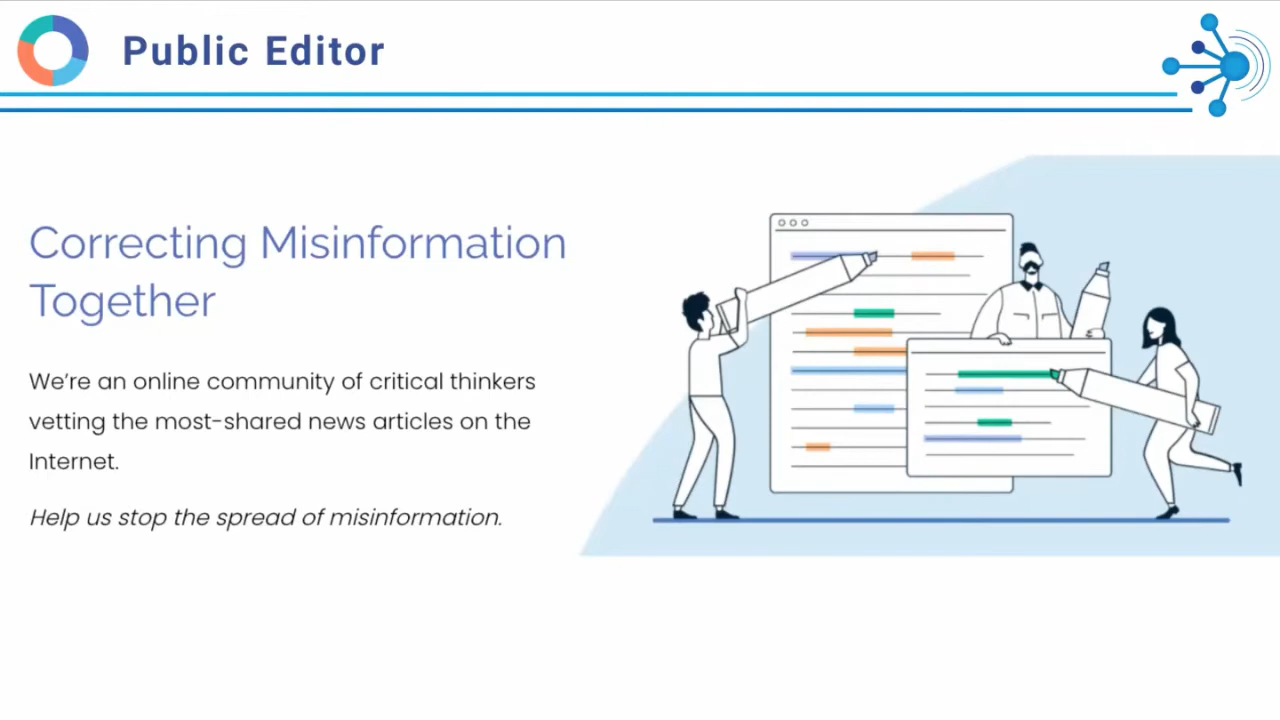 Public Editor
Correcting Misinformation
Together
We’re an online community of critical thinkers
vetting the most-shared news articles on the
Internet.
Help us stop the spread of misinformation.